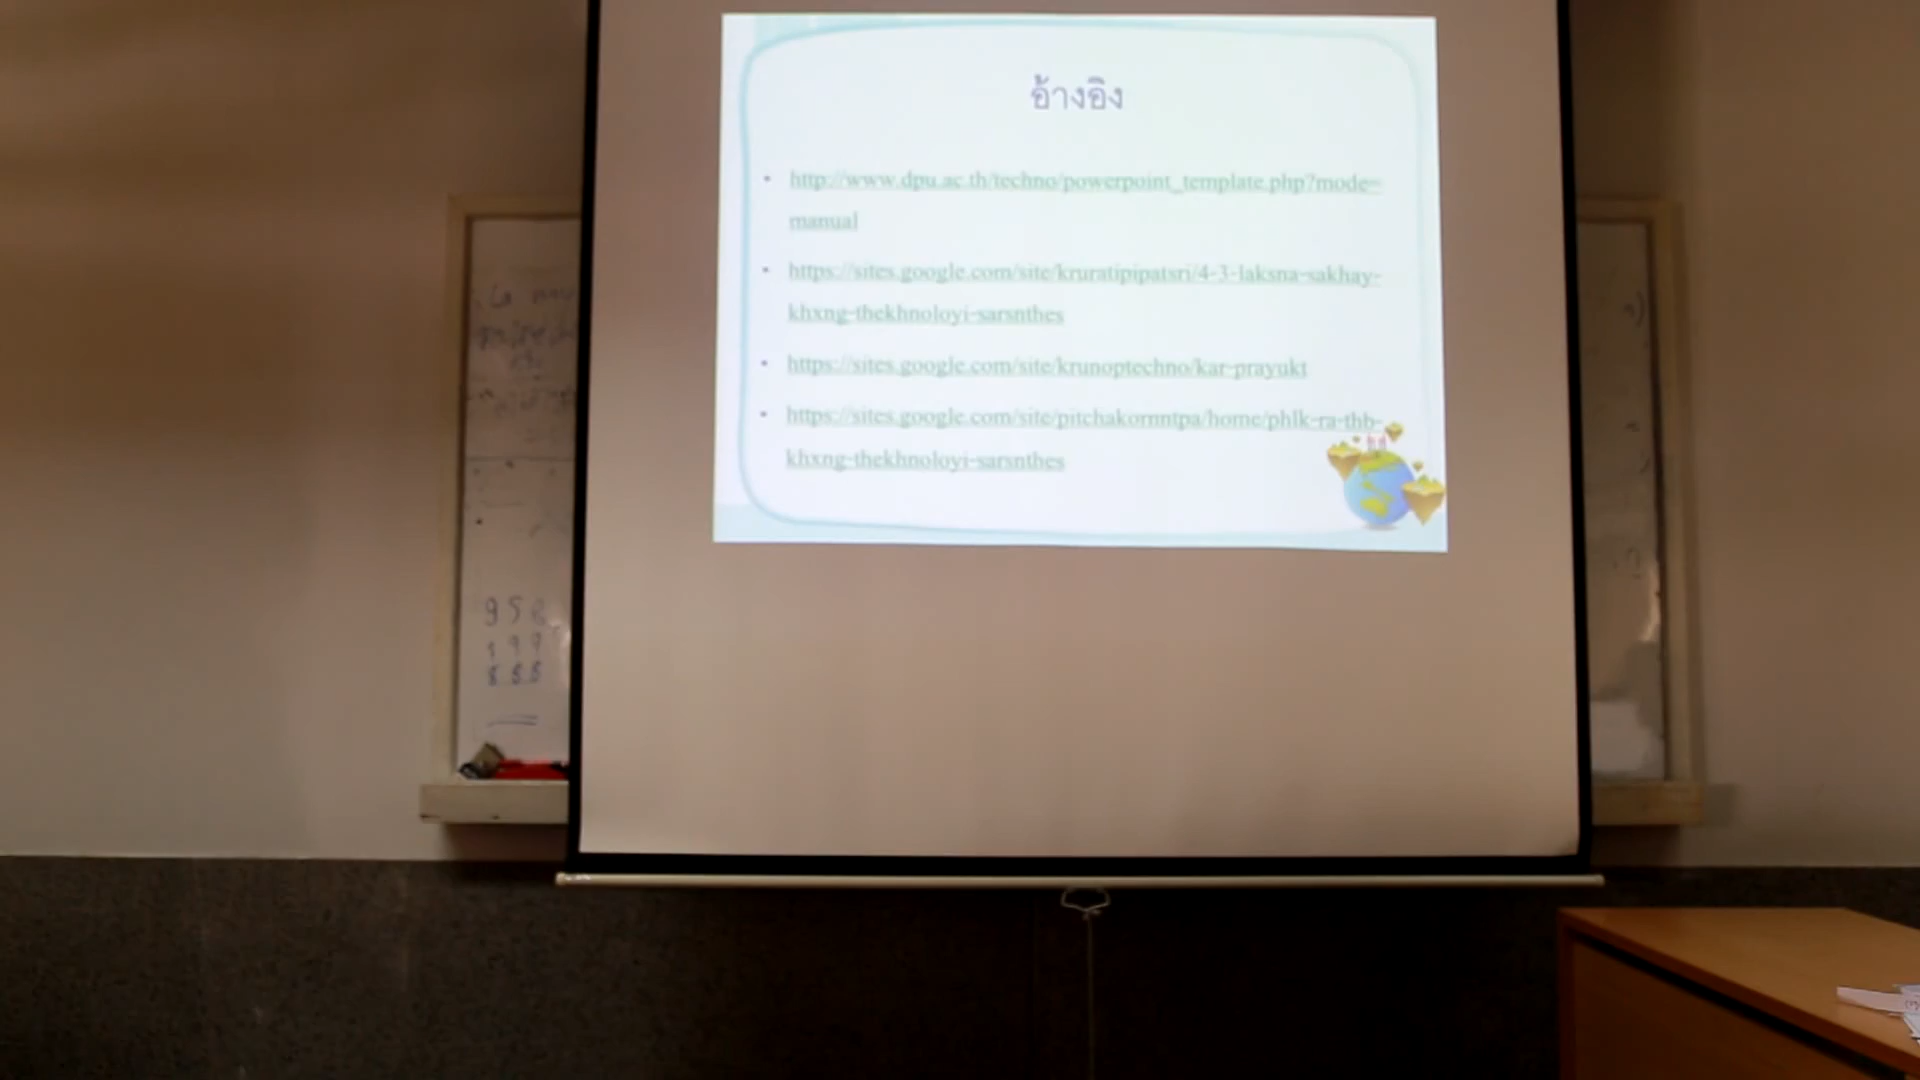 อ้างอิง
http://www.dpu.ac.th/techno/powerpoint_template.php?mode=
manual
https://sites.google.com/site/kruratipipatsri/4-3-laksna-sakhay-
khxng-thekhnoloyi-sarsnthes
https://sites.google.com/site/krunoptechno/kar-prayukt
https://sites.google.com/site/pitchakornntpa/home/phlk-ra-thb-
khxng-thekhnoloyi-sarsnthes